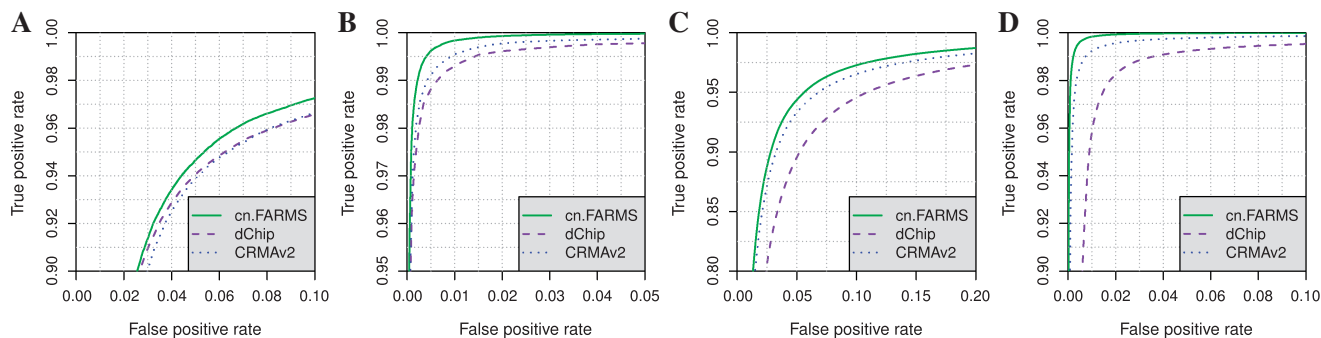 A
1.00
0.98
0.96
0.94
0.92
0.90
True positive rate
cn.FARMS
dChip
CRMAv2
0.00 0.02 0.04 0.06 0.08 0.10
False positive rate
B
1.00
0.99
0.98
0.97
0.96
0.95
True positive rate
cn.FARMS
dChip
CRMAv2
0.00 0.01 0.02 0.03 0.04 0.05
False positive rate
C
1.00
0.95
0.90
0.85
0.80
True positive rate
cn.FARMS
dChip
CRMAv2
0.00 0.05 0.10 0.15 0.20
False positive rate
D
1.00
0.98
0.96
0.94
0.92
0.90
True positive rate
cn.FARMS
dChip
CRMAv2
0.00 0.02 0.04 0.06 0.08 0.10
False positive rate